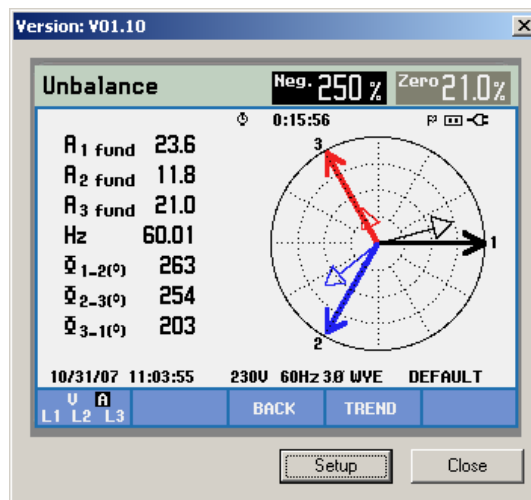 Version: V01.10
Unbalance Neg. 250 % Zero 21.0%
0:15:56
A1 fund 23.6
A2 fund 11.8
A3 fund 21.0
Hz 60.01
Φ1-2(°) 263
Φ2-3(°) 254
Φ3-1(°) 203
3
1
2
10/31/07 11:03:55 230V 60Hz 3Ø WYE DEFAULT
V A
L1 L2 L3 BACK TREND
Setup Close